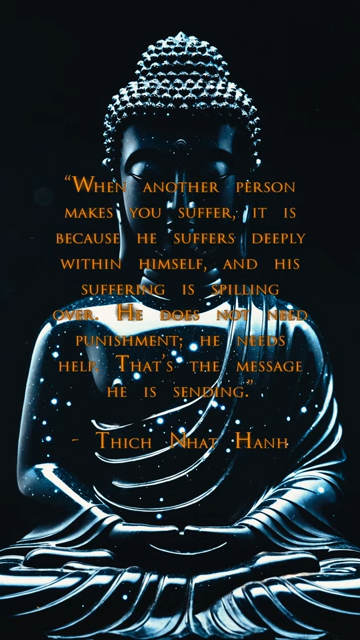 “When another person
makes you suffer, it is
because he suffers deeply
within himself, and his
suffering is spilling
over. He does not need
punishment; he needs
help. That’s the message
he is sending.”
- Thich Nhat Hanh